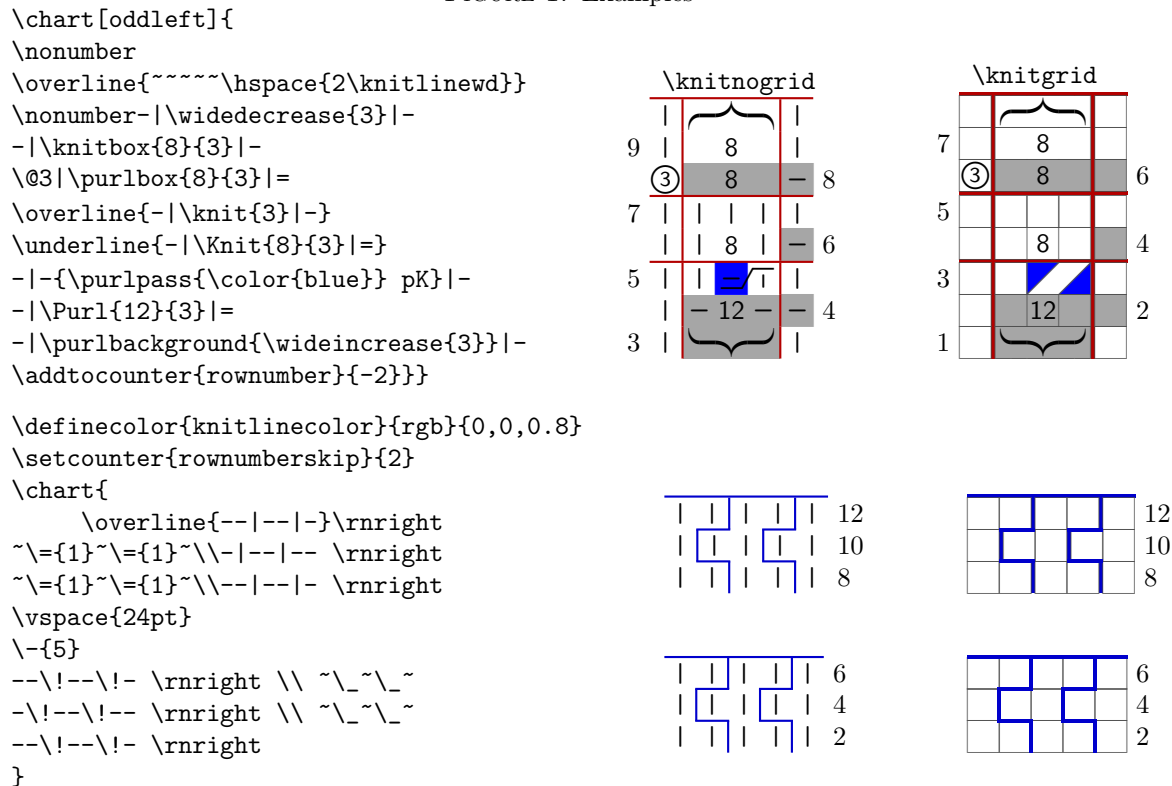 \chart[oddleft]{
\nonumber
\overline{~~~~~\hspace{2\knitlinewd}}
\nonumber-|\widedecrease{3}|-
-|\knitbox{8}{3}|-
\@3|\purlbox{8}{3}|=
\overline{-|\knit{3}|-}
\underline{-|\Knit{8}{3}|=}
-|-{\purlpass{\color{blue}} pK}|-
-|\Purl{12}{3}|=
-|\purlbackground{\wideincrease{3}}|-
\addtocounter{rownumber}{-2}}}
\knitnogrid
9 8
3 8 8
7
8 6
5
12 4
3
\knitgrid
7 8
3 8 6
5
8 4
3
12 2
1
\definecolor{knitlinecolor}{rgb}{0,0,0.8}
\setcounter{rownumberskip}{2}
\chart{
\overline{--|--|-}\rnright
~\={1}~\={1}~\\-|--|-- \rnright
~\={1}~\={1}~\\--|--|- \rnright
\vspace{24pt}
\-{5}
--\!--\!- \rnright \\ ~\_~\_~
-\!--\!-- \rnright \\ ~\_~\_~
--\!--\!- \rnright
}
12
10
8
12
10
8
6
4
2
6
4
2